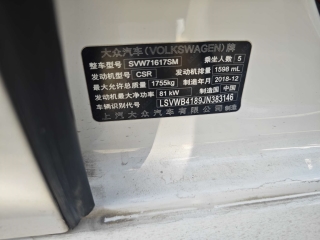 大众汽车(VOLKSWAGEN)牌
整车型号 SVW71617SM 乘坐人数 5
发动机型号 CSR 发动机排量 1598 mL
最大允许总质量 1755kg 制造年月 2018-12
发动机最大净功率 81 kW 制造国 中国
车辆识别代号 LSVWB4189JN383146
上汽大众汽车有限公司 制造